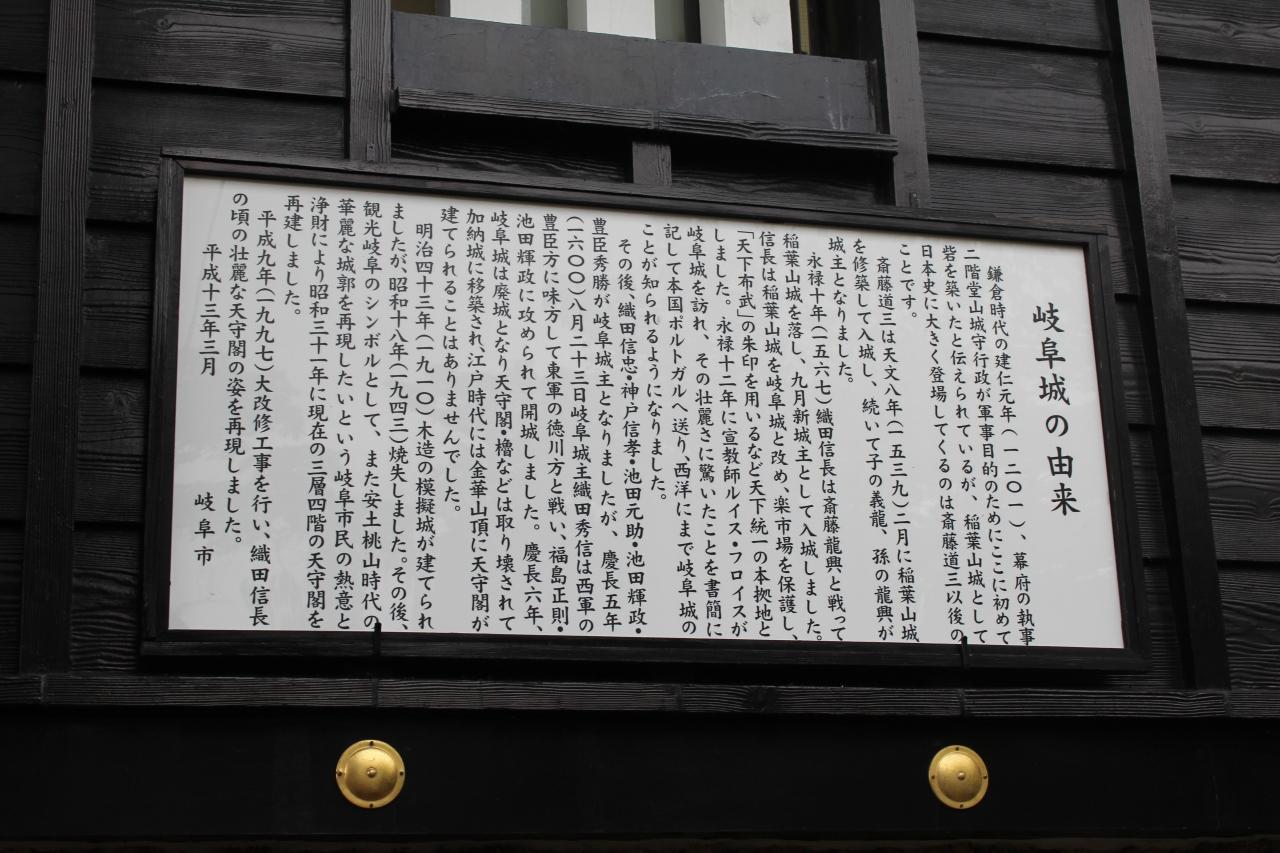 岐阜城の由来
鎌倉時代の建仁元年(一二〇一)、幕府の執事
二階堂山城守行政が軍事目的のためにここに初めて
砦を築いたと伝えられているが、稲葉山城として
日本史に大きく登場してくるのは斎藤道三以後の
ことです。
斎藤道三は天文八年(一五三九)二月に稲葉山城
を修築して入城し、続いて子の義龍、孫の龍興が
城主となりました。
永禄十年(一五六七)織田信長は斎藤龍興と戦って
稲葉山城を落し、九月新城主として入城しました。
信長は稲葉山城を岐阜城と改め、楽市場を保護し、
「天下布武」の朱印を用いるなど天下統一の本拠地と
しました。永禄十二年に宣教師ルイス・フロイスが
岐阜城を訪れ、その壮麗さに驚いたことを書簡に
記して本国ポルトガルへ送り、西洋にまで岐阜城の
ことが知られるようになりました。
その後、織田信忠・神戸信孝・池田元助・池田輝政・
豊臣秀勝が岐阜城主となりましたが、慶長五年
(一六〇〇)八月二十三日岐阜城主織田秀信は西軍の
豊臣方に味方して東軍の徳川方と戦い、福島正則・
池田輝政に攻められて開城しました。慶長六年、
岐阜城は廃城となり天守閣・櫓などは取り壊されて
加納城に移築され、江戸時代には金華山頂に天守閣が
建てられることはありませんでした。
明治四十三年(一九一〇)木造の模擬城が建てられ
ましたが、昭和十八年(一九四三)焼失しました。その後、
観光岐阜のシンボルとして、また安土桃山時代の
華麗な城郭を再現したいという岐阜市民の熱意と
浄財により昭和三十一年に現在の三層四階の天守閣を
再建しました。
平成九年(一九九七)大改修工事を行い、織田信長
の頃の壮麗な天守閣の姿を再現しました。
平成十三年三月
岐阜市